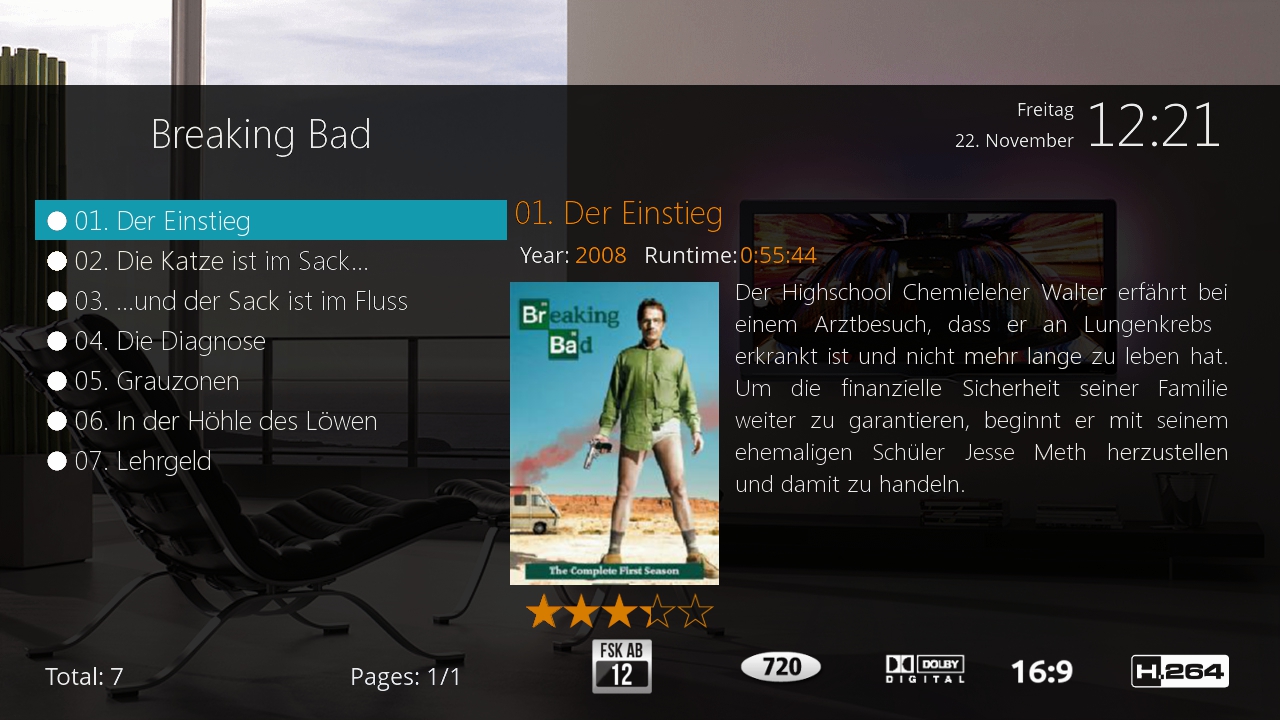 Breaking Bad
Freitag
22. November
12:21
01. Der Einstieg
02. Die Katze ist im Sack...
03. ...und der Sack ist im Fluss
04. Die Diagnose
05. Grauzonen
06. In der Höhle des Löwen
07. Lehrgeld
01. Der Einstieg
Year: 2008 Runtime:0:55:44
Breaking
Bad
The Complete First Season
Der Highschool Chemieleher Walter erfährt bei
einem Arztbesuch, dass er an Lungenkrebs
erkrankt ist und nicht mehr lange zu leben hat.
Um die finanzielle Sicherheit seiner Familie
weiter zu garantieren, beginnt er mit seinem
ehemaligen Schüler Jesse Meth herzustellen
und damit zu handeln.
Total: 7
Pages: 1/1
FSK AB
12
720
DOLBY
DIGITAL
16:9
H.264